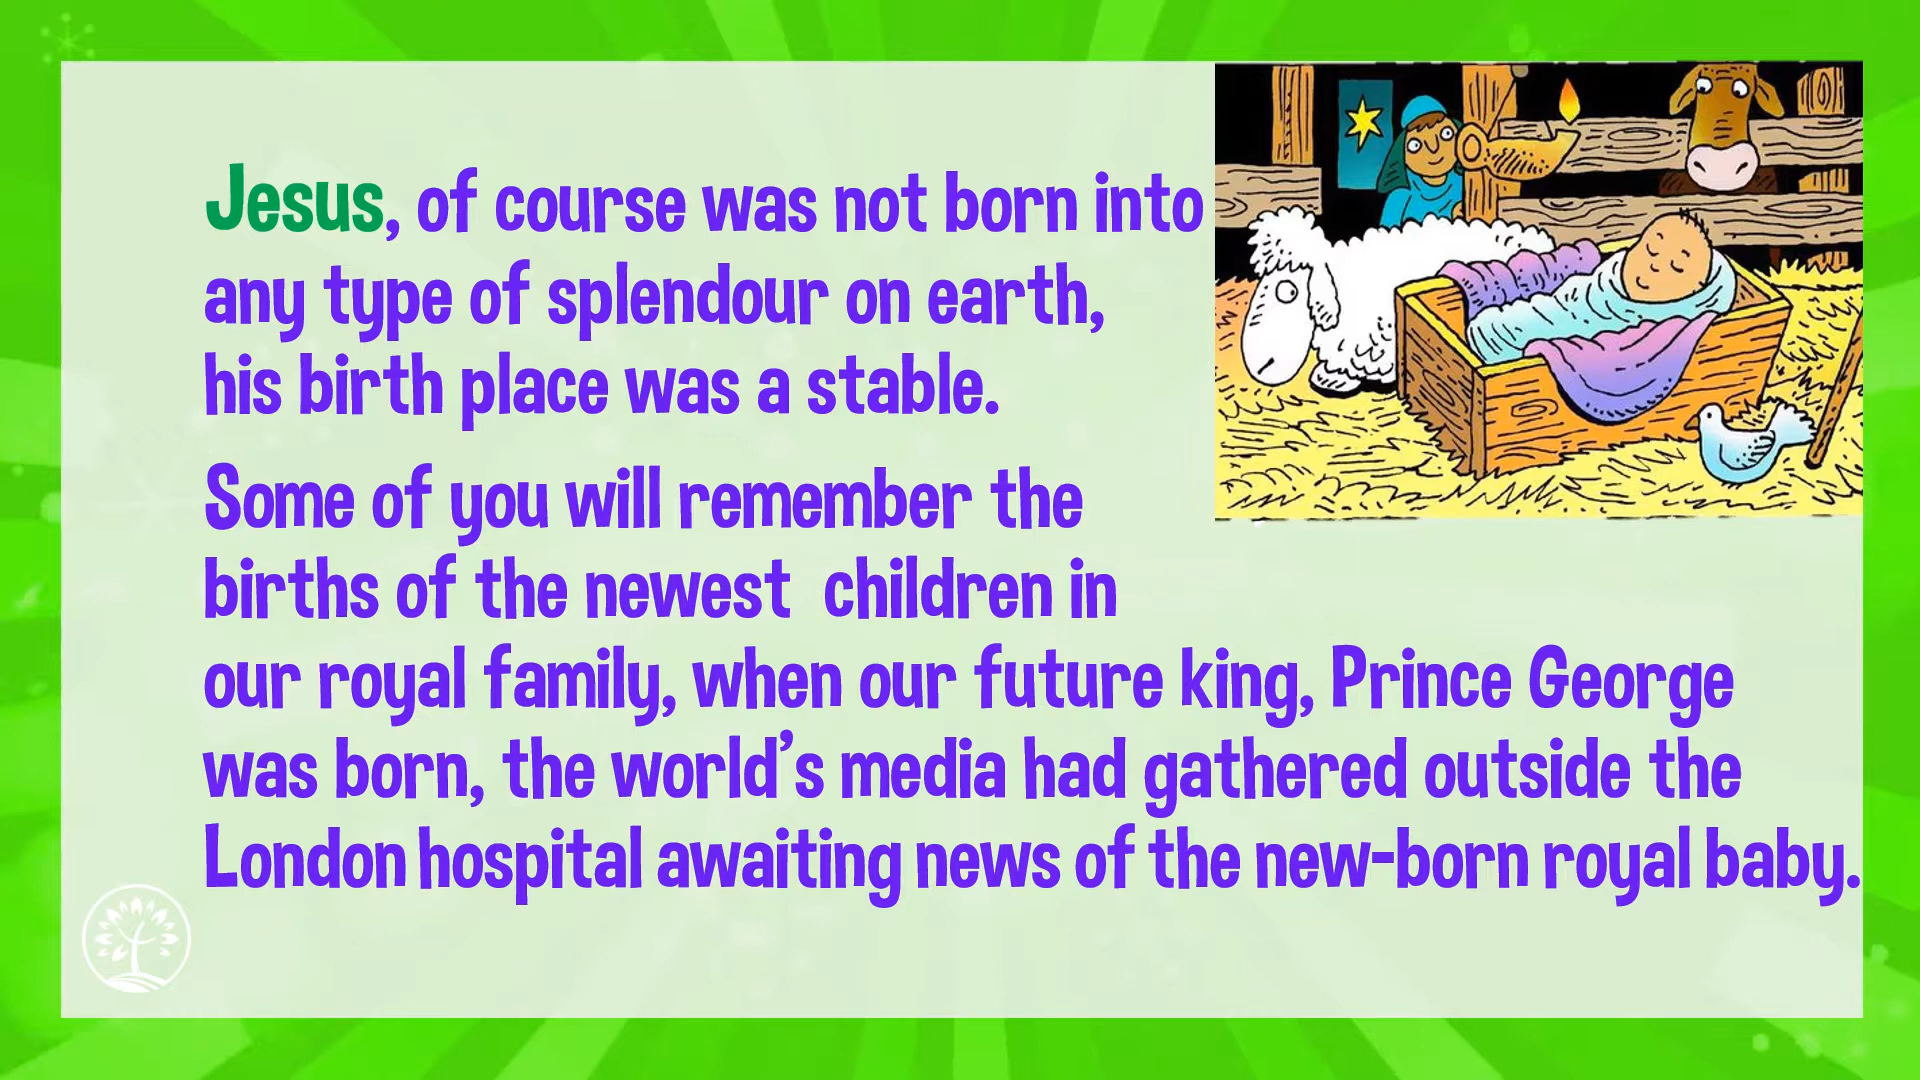 Jesus, of course was not born into
any type of splendour on earth,
his birth place was a stable.
Some of you will remember the
births of the newest  children in
our royal family, when our future king, Prince George
was born, the world’s media had gathered outside the
London hospital awaiting news of the new-born royal baby.